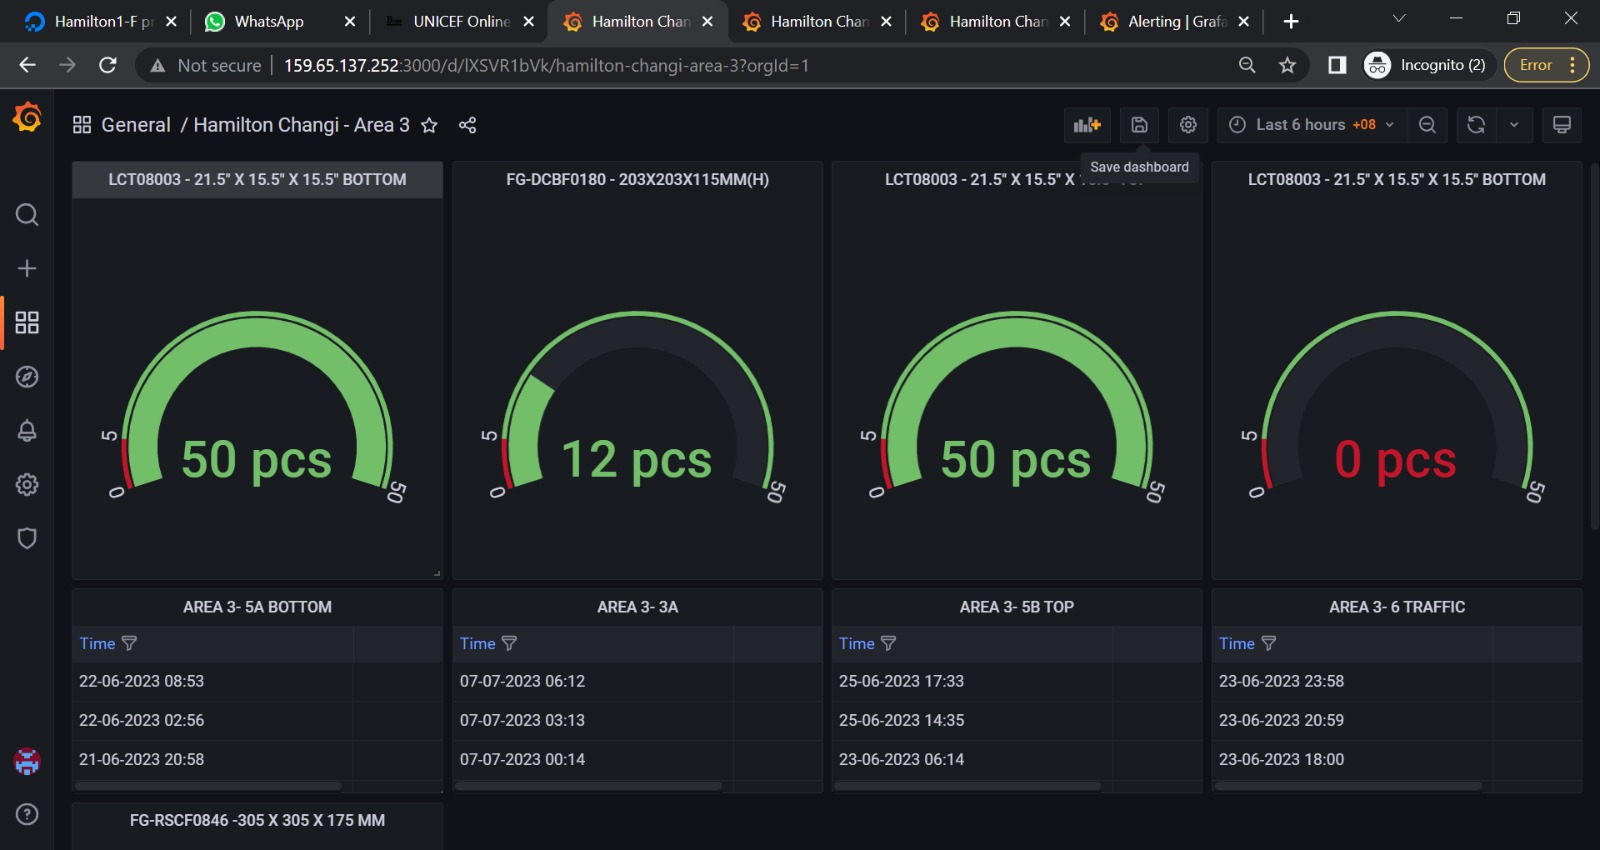 Hamilton1-F pr
WhatsApp
UNICEF Online
Hamilton Chan
Hamilton Chan
Hamilton Chan
Alerting | Grafa
Not secure
159.65.137.252:3000/d/lXSVR1bVk/hamilton-changi-area-3?orgId=1
Incognito (2)
Error
General / Hamilton Changi - Area 3
Last 6 hours +08
Save dashboard
LCT08003 - 21.5" X 15.5" X 15.5" BOTTOM
FG-DCBF0180 - 203X203X115MM(H)
LCT08003 - 21.5" X 15.5" X
LCT08003 - 21.5" X 15.5" X 15.5" BOTTOM
0
5
50
50 pcs
0
5
50
12 pcs
0
5
50
50 pcs
0
5
50
0 pcs
AREA 3- 5A BOTTOM
Time
22-06-2023 08:53
22-06-2023 02:56
21-06-2023 20:58
AREA 3- 3A
Time
07-07-2023 06:12
07-07-2023 03:13
07-07-2023 00:14
AREA 3- 5B TOP
Time
25-06-2023 17:33
25-06-2023 14:35
23-06-2023 06:14
AREA 3- 6 TRAFFIC
Time
23-06-2023 23:58
23-06-2023 20:59
23-06-2023 18:00
FG-RSCF0846 -305 X 305 X 175 MM